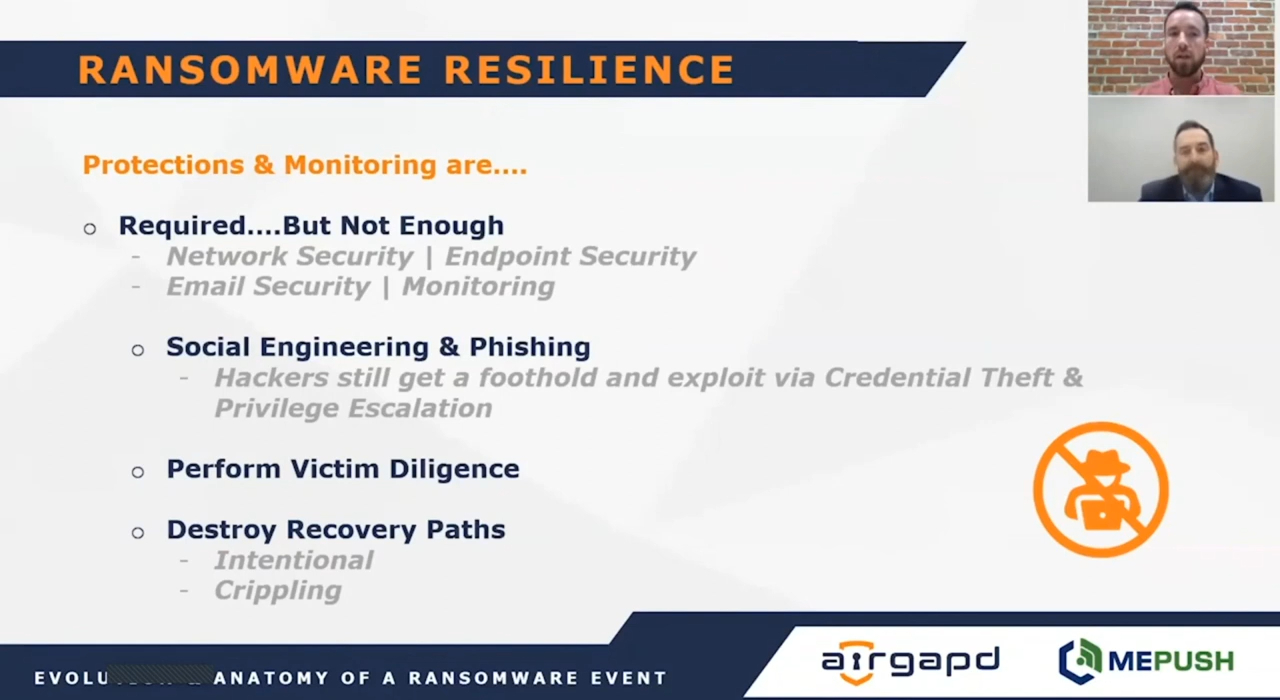 RANSOMWARE RESILIENCE
Protections & Monitoring are....
Required....But Not Enough
- Network Security | Endpoint Security
- Email Security | Monitoring
Social Engineering & Phishing
- Hackers still get a foothold and exploit via Credential Theft &
Privilege Escalation
Perform Victim Diligence
Destroy Recovery Paths
- Intentional
- Crippling
ANATOMY OF A RANSOMWARE EVENT
airgapd
MEPUSH